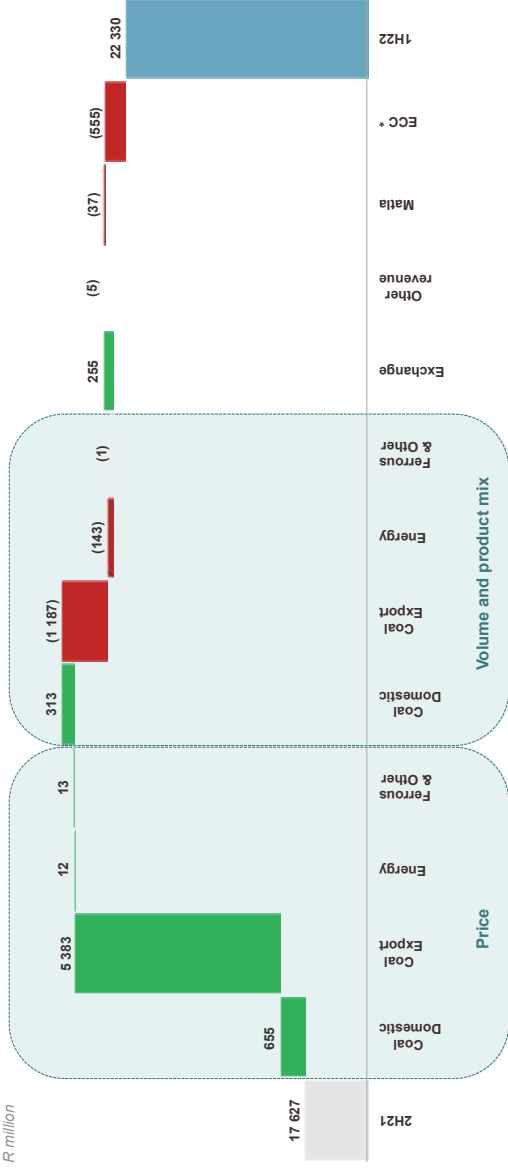 R million
17 627
655
5 383
12
13
313
(1 187)
(143)
(1)
255
(5)
(37)
(555)
22 330
2H21
Coal
Domestic
Coal
Export
Energy
Ferrous
& Other
Coal
Domestic
Coal
Export
Energy
Ferrous
& Other
Exchange
Other
revenue
Matla
ECC *
1H22
Price
Volume and product mix